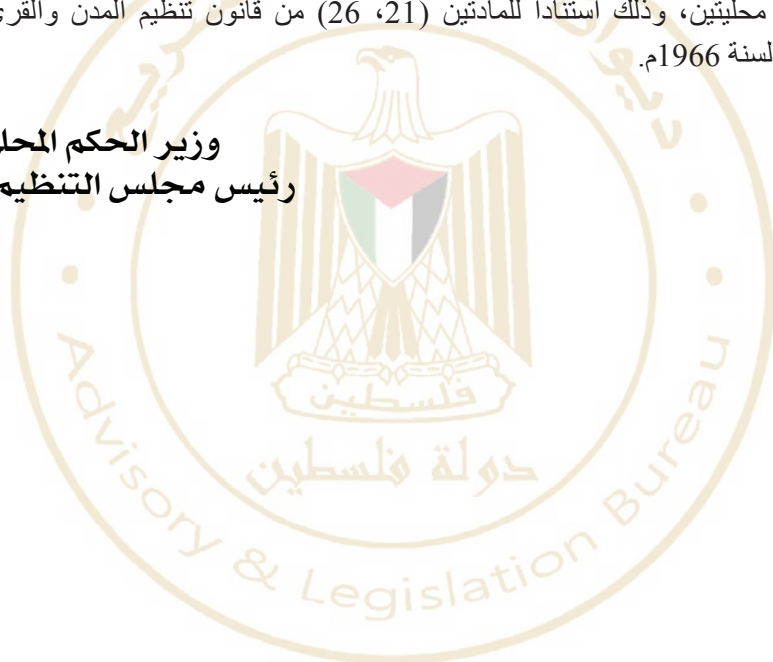 محليتين، وذلك استنادا للمادتين (21، 26) من قانون تنظيم المدن والقرى
لسنة 1966م.
وزير الحكم المحلي
رئيس مجلس التنظيم
فلسطين
دولة فلسطين
Advisory & Legislation Bureau